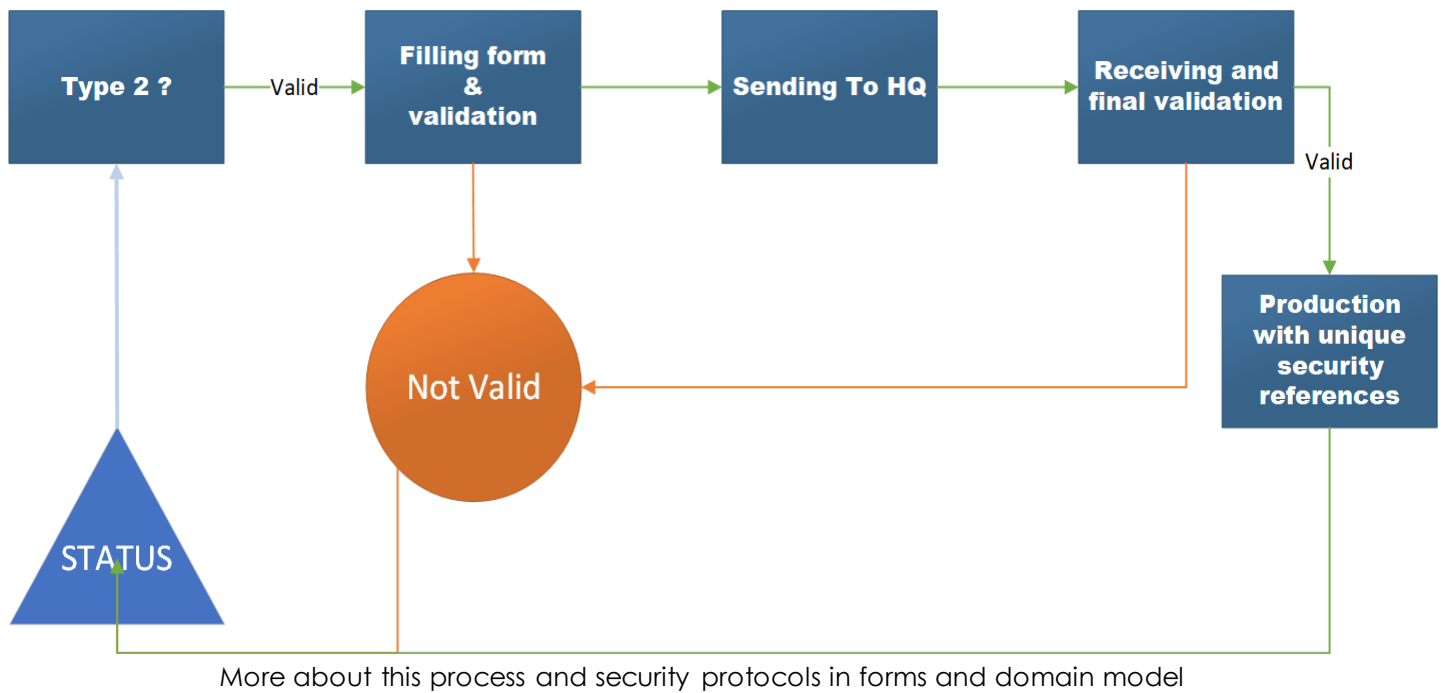 Type 2 ?
Valid
Filling form
&
validation
Sending To HQ
Receiving and
final validation
Valid
Production
with unique
security
references
Not Valid
STATUS
More about this process and security protocols in forms and domain model